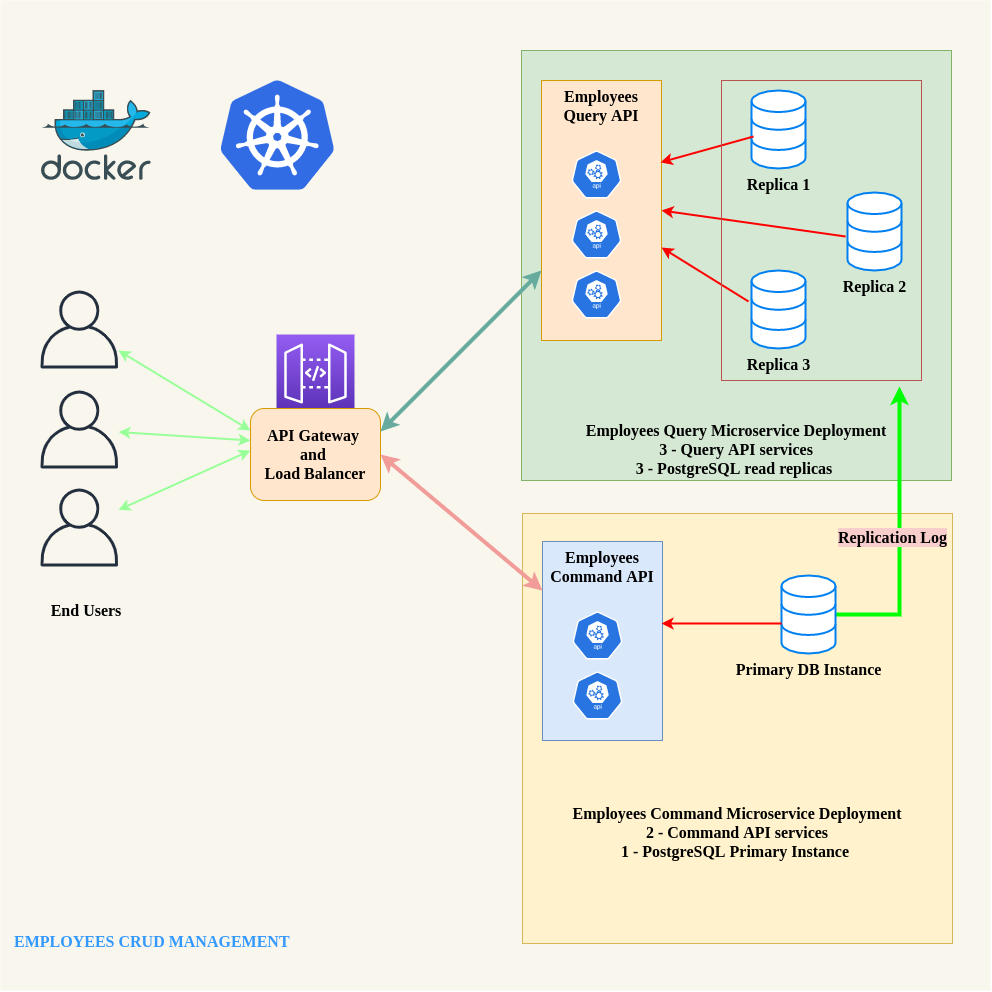 docker
End Users
API Gateway
and
Load Balancer
Employees
Query API
api
api
api
Replica 1
Replica 2
Replica 3
Employees Query Microservice Deployment
3 - Query API services
3 - PostgreSQL read replicas
Replication Log
Employees
Command API
api
api
Primary DB Instance
Employees Command Microservice Deployment
2 - Command API services
1 - PostgreSQL Primary Instance
EMPLOYEES CRUD MANAGEMENT